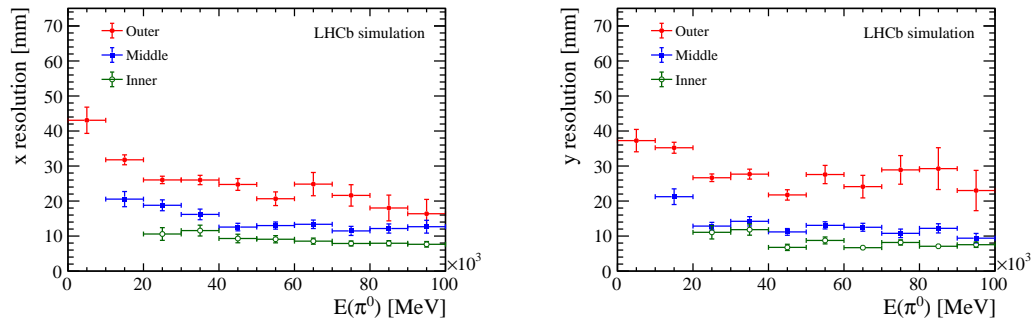 x resolution [mm]
70
60
50
40
30
20
10
0
Outer
Middle
Inner
LHCb simulation
0 20 40 60 80 100
×10³
E(π⁰) [MeV]
y resolution [mm]
70
60
50
40
30
20
10
0
Outer
Middle
Inner
LHCb simulation
0 20 40 60 80 100
×10³
E(π⁰) [MeV]